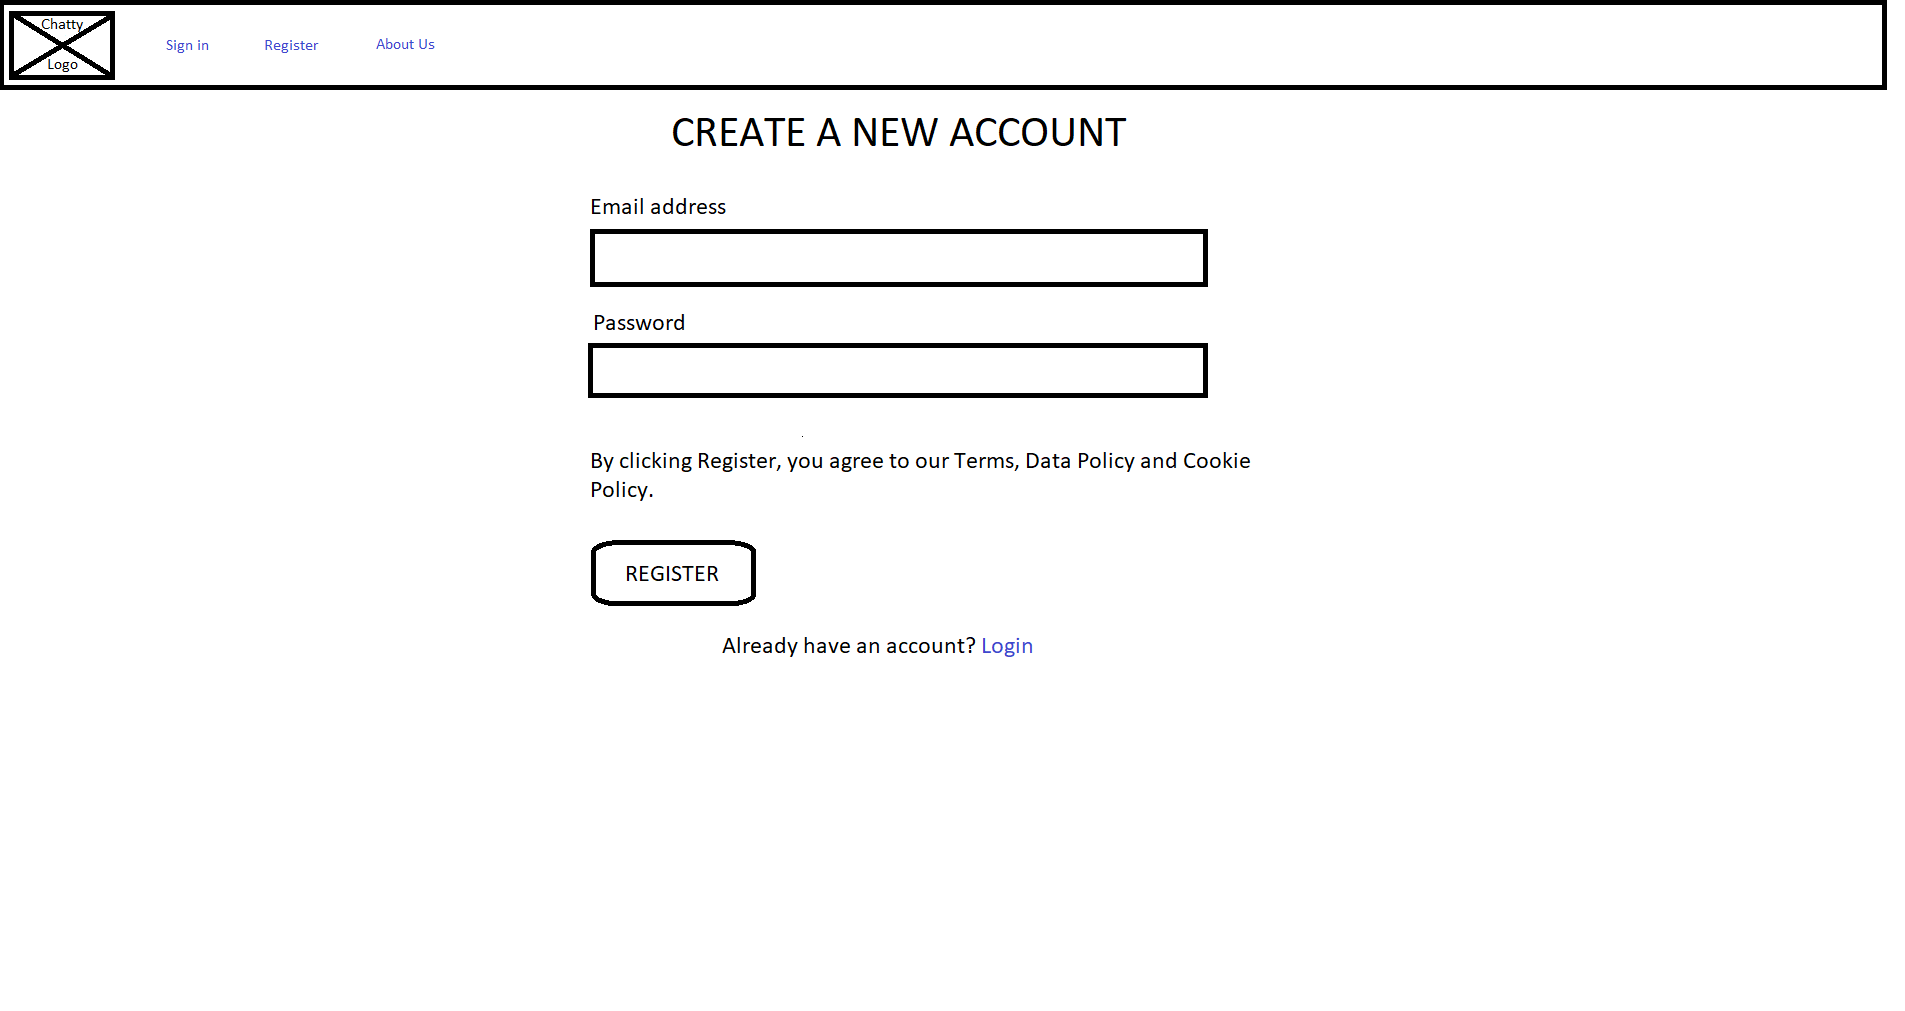 Chatty
Logo
Sign in
Register
About Us
CREATE A NEW ACCOUNT
Email address
Password
By clicking Register, you agree to our Terms, Data Policy and Cookie
Policy.
REGISTER
Already have an account? Login